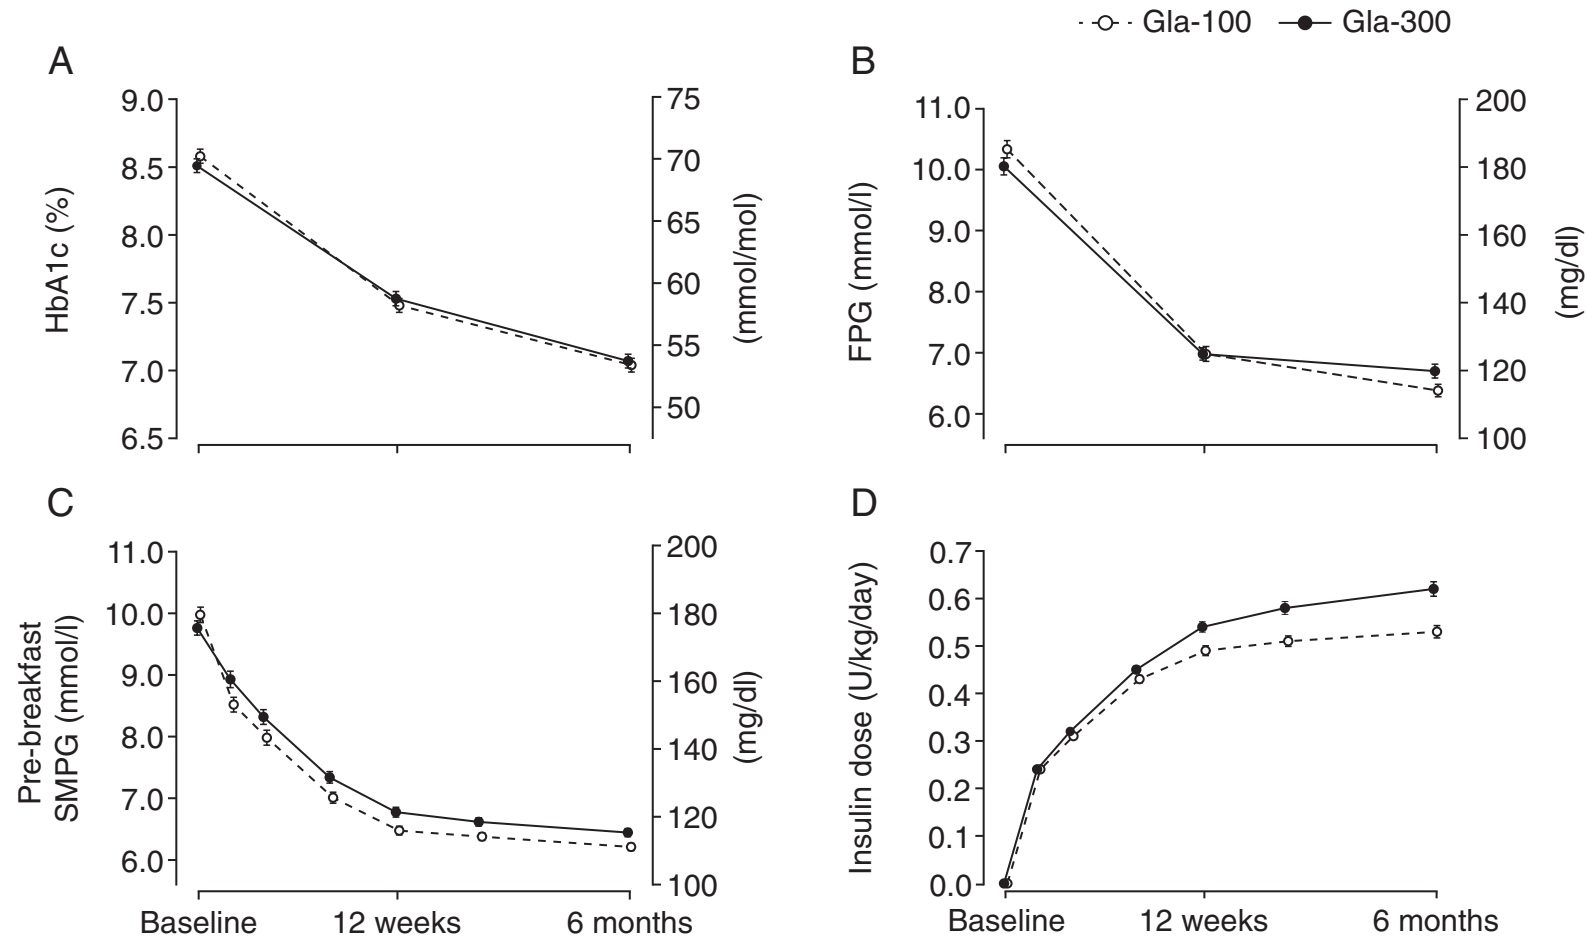 Gla-100 Gla-300
A
9.0
8.5
8.0
7.5
7.0
6.5
HbA1c (%)
75
70
65
60
55
50
(mmol/mol)
B
11.0
10.0
9.0
8.0
7.0
6.0
FPG (mmol/l)
200
180
160
140
120
100
(mg/dl)
C
11.0
10.0
9.0
8.0
7.0
6.0
Pre-breakfast
SMPG (mmol/l)
200
180
160
140
120
100
(mg/dl)
Baseline 12 weeks 6 months
D
0.7
0.6
0.5
0.4
0.3
0.2
0.1
0.0
Insulin dose (U/kg/day)
Baseline 12 weeks 6 months